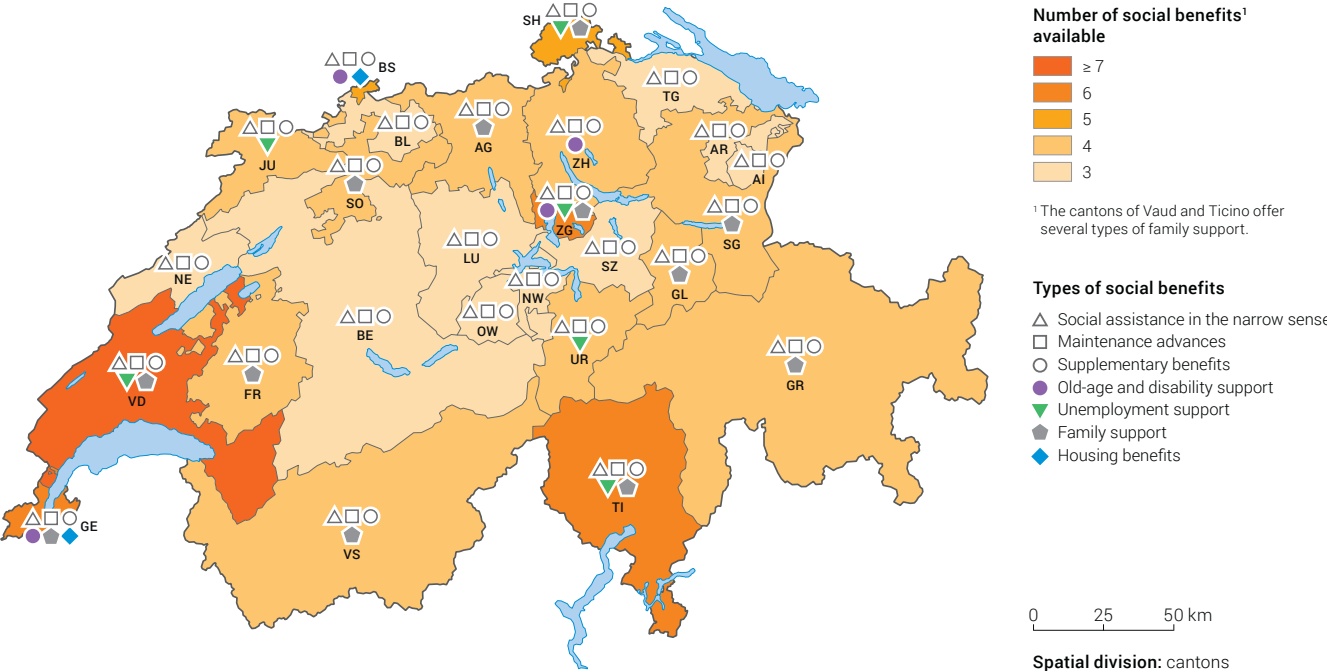 SH
BS
TG
BL
AG
ZH
AR
AI
JU
SO
ZG
SG
LU
SZ
NE
GL
NW
OW
BE
UR
GR
VD
FR
TI
GE
VS
Number of social benefits¹
available
≥ 7
6
5
4
3
¹ The cantons of Vaud and Ticino offer
several types of family support.
Types of social benefits
Social assistance in the narrow sense
Maintenance advances
Supplementary benefits
Old-age and disability support
Unemployment support
Family support
Housing benefits
0 25 50 km
Spatial division: cantons